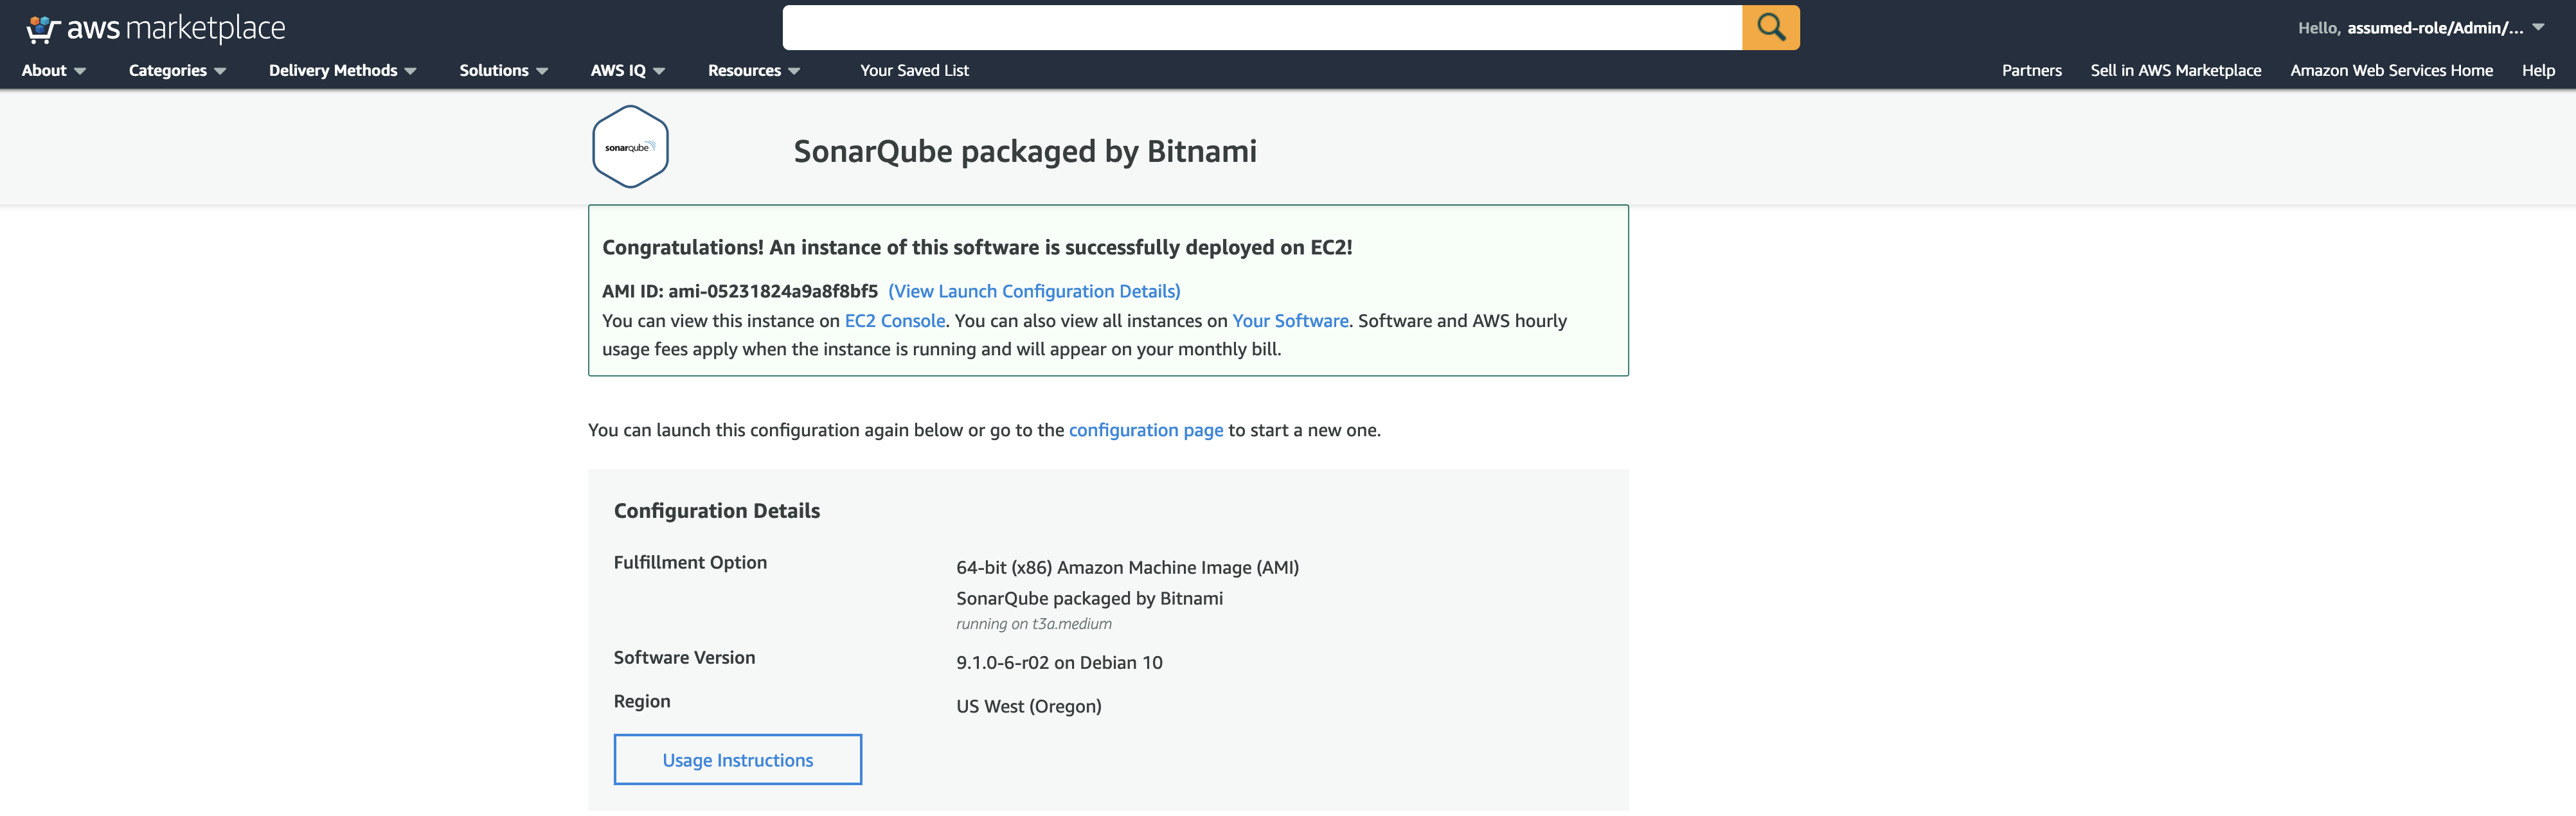 aws marketplace
Hello, assumed-role/Admin/...
About
Categories
Delivery Methods
Solutions
AWS IQ
Resources
Your Saved List
Partners
Sell in AWS Marketplace
Amazon Web Services Home
Help
sonarqube
SonarQube packaged by Bitnami
Congratulations! An instance of this software is successfully deployed on EC2!
AMI ID: ami-05231824a9a8f8bf5 (View Launch Configuration Details)
You can view this instance on EC2 Console. You can also view all instances on Your Software. Software and AWS hourly
usage fees apply when the instance is running and will appear on your monthly bill.
You can launch this configuration again below or go to the configuration page to start a new one.
Configuration Details
Fulfillment Option
64-bit (x86) Amazon Machine Image (AMI)
SonarQube packaged by Bitnami
running on t3a.medium
Software Version
9.1.0-6-r02 on Debian 10
Region
US West (Oregon)
Usage Instructions